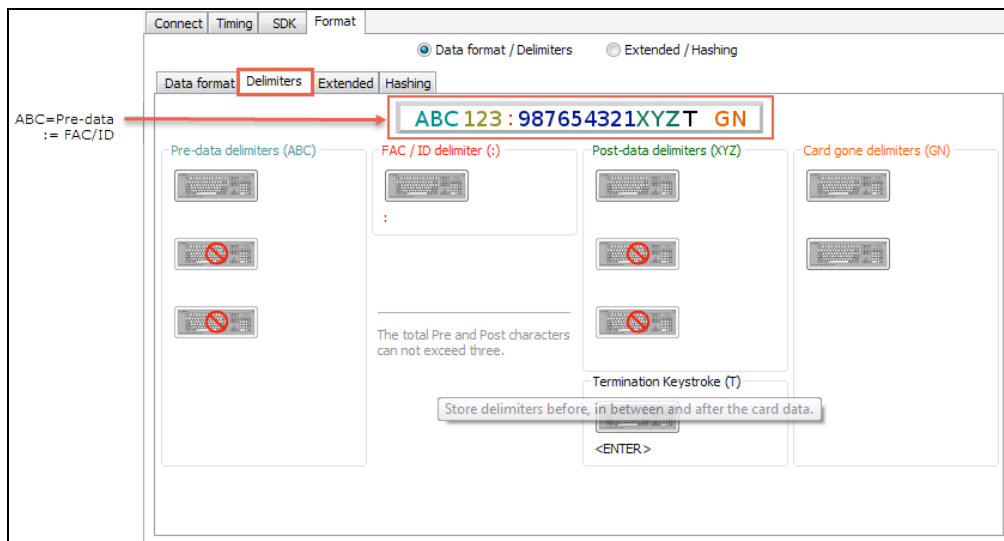 Connect Timing SDK Format
Data format / Delimiters Extended / Hashing
Data format Delimiters Extended Hashing
ABC=Pre-data
:= FAC/ID
ABC 123 : 987654321XYZT GN
Pre-data delimiters (ABC) FAC / ID delimiter (:) Post-data delimiters (XYZ) Card gone delimiters (GN)
:
The total Pre and Post characters
can not exceed three.
Termination Keystroke (T)
Store delimiters before, in between and after the card data.
<ENTER>